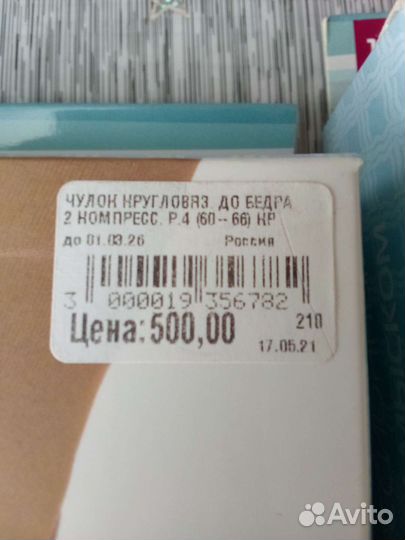 ЧУЛОК КРУГЛОВЯЗ. ДО БЕДРА
2 КОМПРЕСС. Р.4 (60--66) КР
до 01.03.26 Россия
3 000019 356782
Цена: 500,00 210
17.05.21
Avito